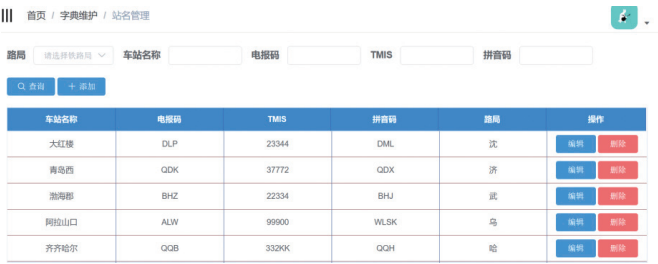 首页 / 字典维护 / 站名管理
路局 请选择铁路局 车站名称 电报码 TMIS 拼音码
查询 添加
车站名称 电报码 TMIS 拼音码 路局 操作
大红楼 DLP 23344 DML 沈 编辑 删除
青岛西 QDK 37772 QDX 济 编辑 删除
渤海郡 BHZ 22334 BHJ 武 编辑 删除
阿拉山口 ALW 99900 WLSK 乌 编辑 删除
齐齐哈尔 QQB 332KK QQH 哈 编辑 删除